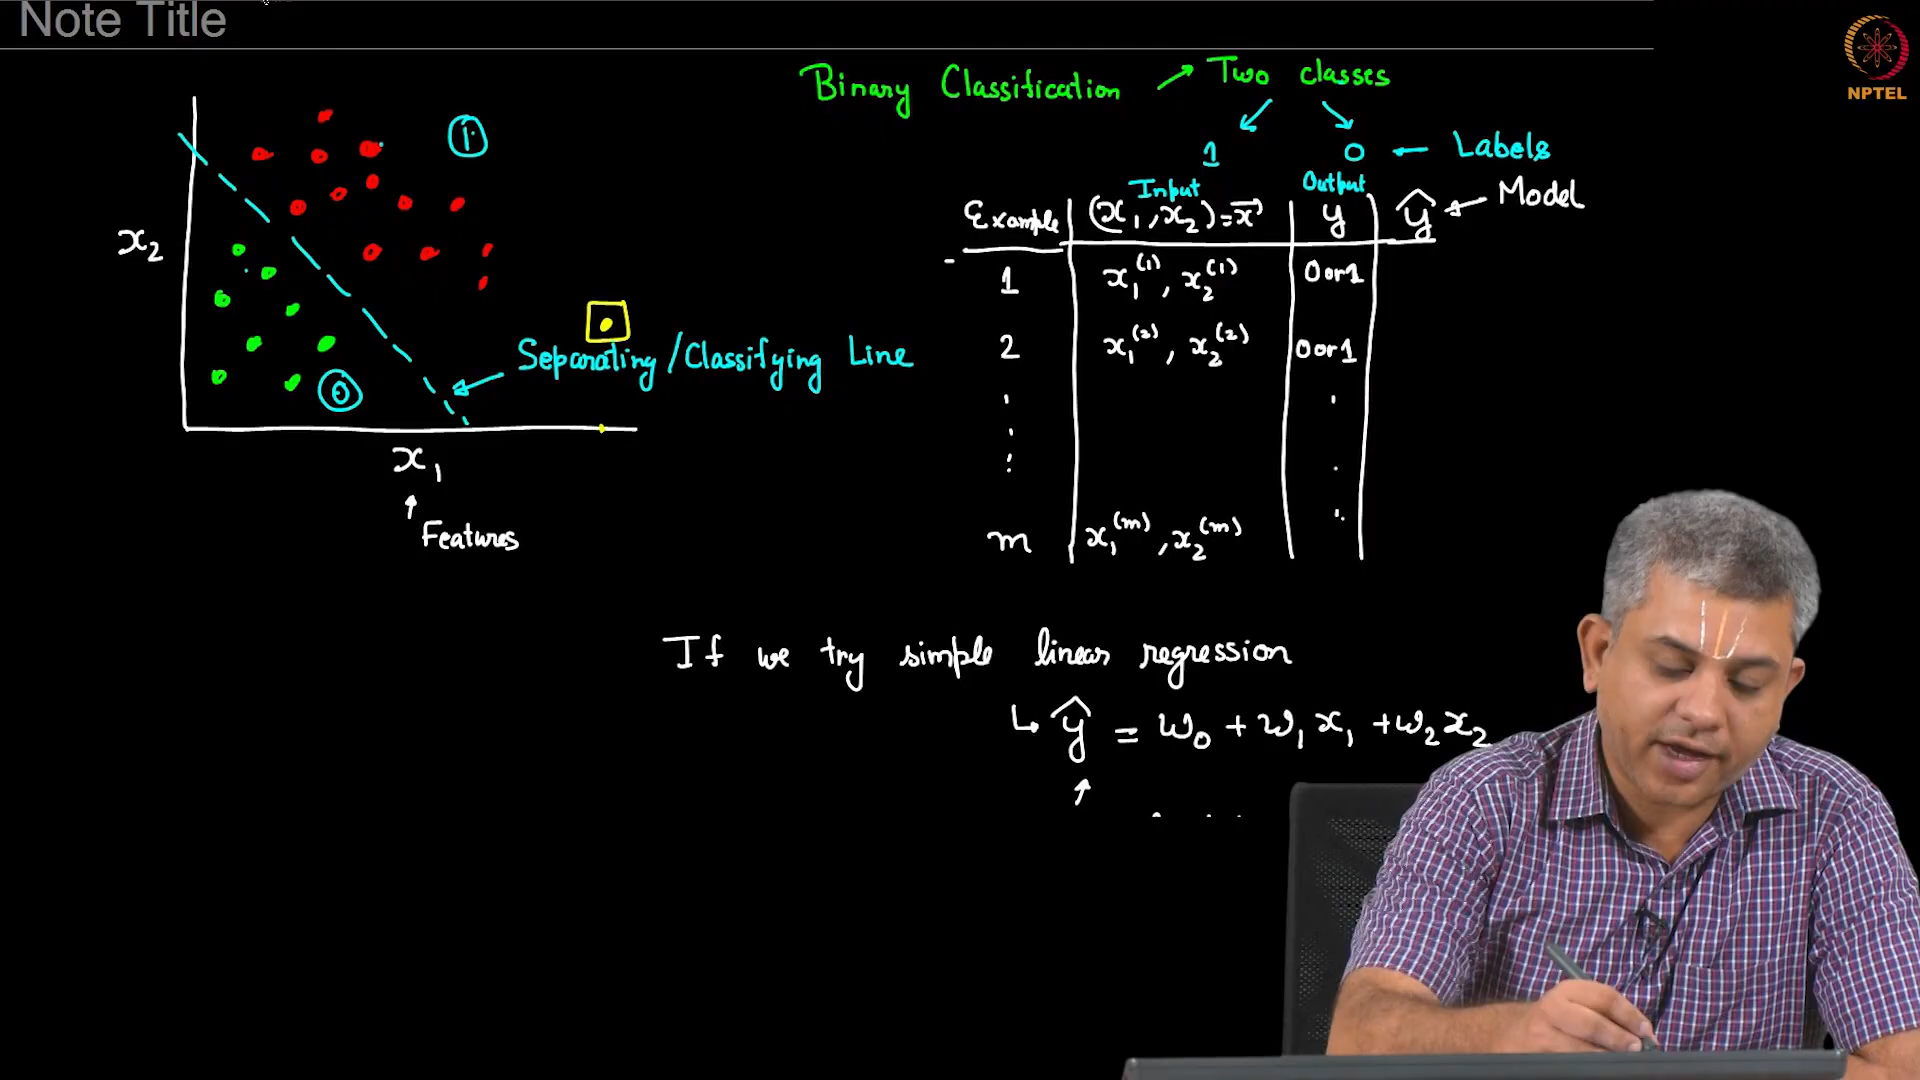 Note Title
NPTEL
Binary Classification → Two classes
1 0 ← Labels
Input Output
Example (x₁, x₂) = x⃗ y ŷ ← Model
1 x₁⁽¹⁾, x₂⁽¹⁾ 0 or 1
2 x₁⁽²⁾, x₂⁽²⁾ 0 or 1
m x₁⁽ᵐ⁾, x₂⁽ᵐ⁾
1
x₂
Separating/Classifying Line
0
x₁
Features
If we try simple linear regression
↳ ŷ = w₀ + w₁x₁ + w₂x₂